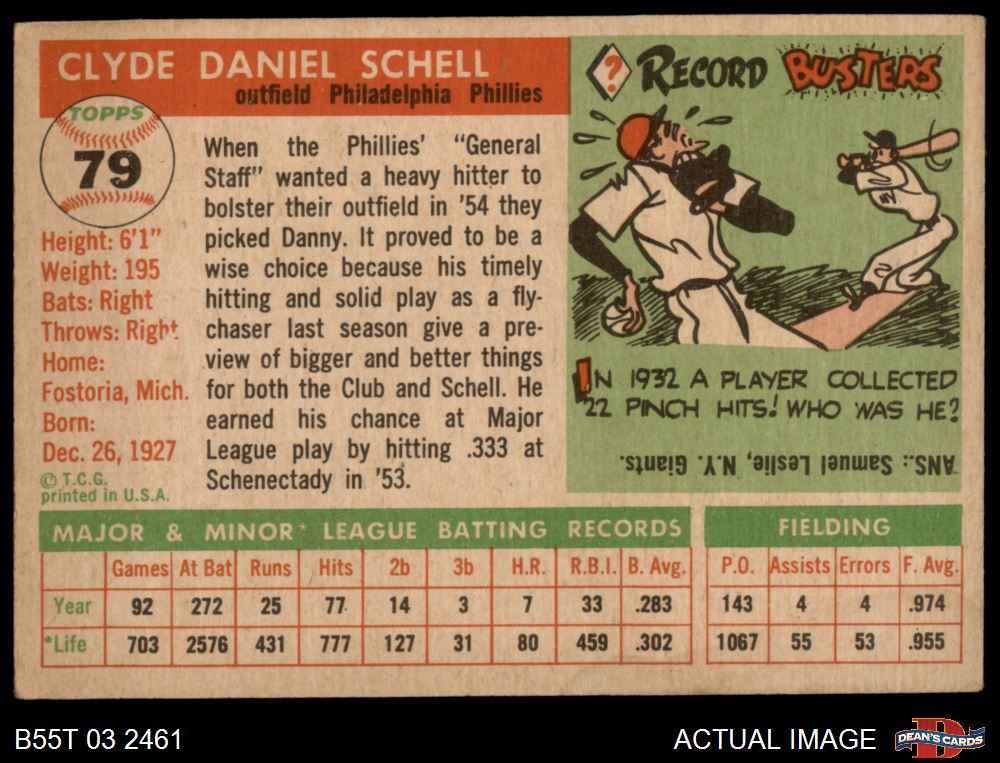 CLYDE DANIEL SCHELL
outfield Philadelphia Phillies
TOPPS
79
Height: 6'1"
Weight: 195
Bats: Right
Throws: Right
Home:
Fostoria, Mich.
Born:
Dec. 26, 1927
© T.C.G.
printed in U.S.A.
When the Phillies' "General
Staff" wanted a heavy hitter to
bolster their outfield in '54 they
picked Danny. It proved to be a
wise choice because his timely
hitting and solid play as a fly-
chaser last season give a pre-
view of bigger and better things
for both the Club and Schell. He
earned his chance at Major
League play by hitting .333 at
Schenectady in '53.
? RECORD BUSTERS
NY
IN 1932 A PLAYER COLLECTED
22 PINCH HITS! WHO WAS HE?
ANS.: Samuel Leslie, N.Y. Giants.
MAJOR & MINOR* LEAGUE BATTING RECORDS
Games At Bat Runs Hits 2b 3b H.R. R.B.I. B. Avg.
Year 92 272 25 77 14 3 7 33 .283
*Life 703 2576 431 777 127 31 80 459 .302
FIELDING
P.O. Assists Errors F. Avg.
143 4 4 .974
1067 55 53 .955
B55T 03 2461
ACTUAL IMAGE
DEAN'S CARDS